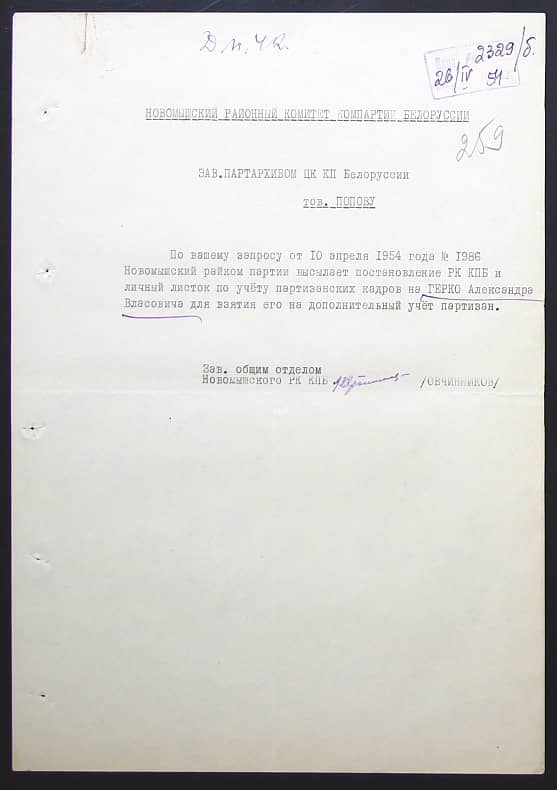 2329/б.
26/IV 54
НОВОМЫШСКИЙ РАЙОННЫЙ КОМИТЕТ КОМПАРТИИ БЕЛОРУССИИ
259
ЗАВ.ПАРТАРХИВОМ ЦК КП Белоруссии
тов. ПОПОВУ
По вашему запросу от 10 апреля 1954 года № 1986
Новомышский райком партии высылает постановление РК КПБ и
личный листок по учёту партизанских кадров на ГЕРКО Александра
Власовича для взятия его на дополнительный учёт партизан.
Зав. общим отделом
Новомышского РК КПБ /ОВЧИННИКОВ/